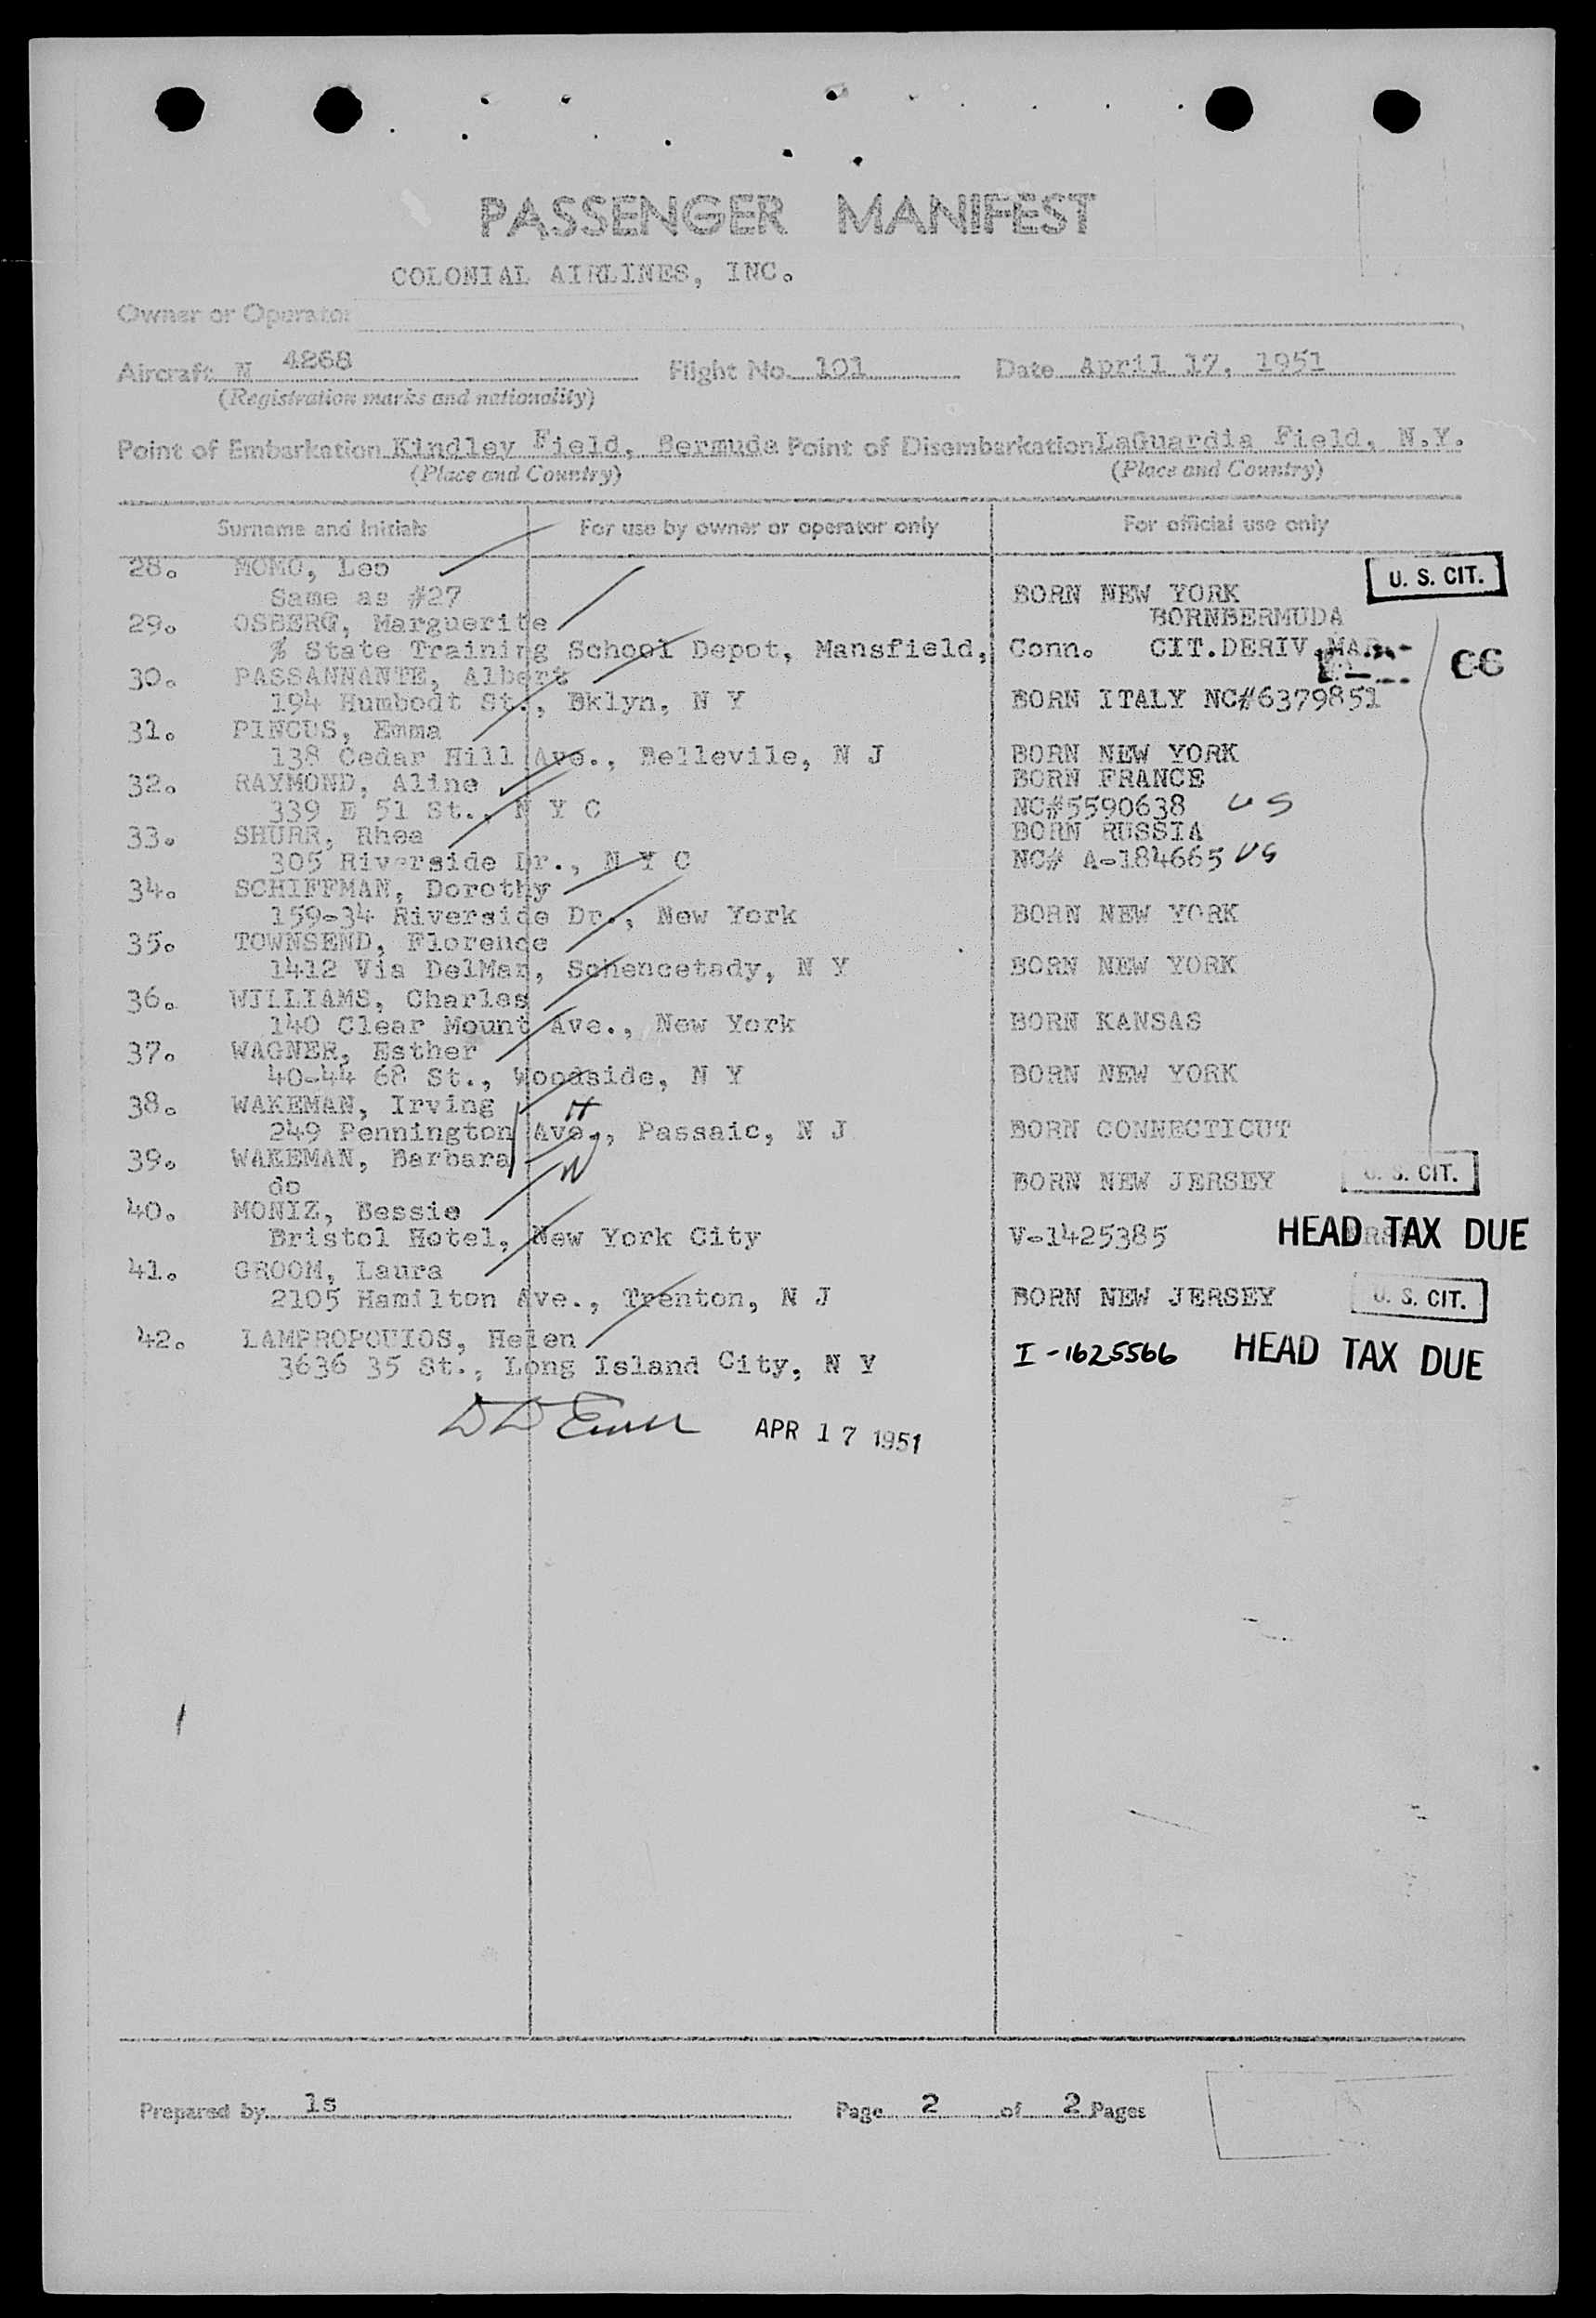 PASSENGER MANIFEST
COLONIAL AIRLINES, INC.
Owner or Operator
Aircraft N 4268 Flight No. 101 Date April 17, 1951
(Registration marks and nationality)
Point of Embarkation Kindley Field, Bermuda Point of Disembarkation LaGuardia Field, N.Y.
(Place and Country) (Place and Country)
Surname and Initials For use by owner or operator only For official use only
28. MOMO, Leo U. S. CIT.
Same as #27 BORN NEW YORK
29. OSBERG, Marguerite BORNBERMUDA
% State Training School Depot, Mansfield, Conn. CIT.DERIV.MAR.
30. PASSANNANTE, Albert
194 Humbodt St., Bklyn, N Y BORN ITALY NC#6379851
31. PINCUS, Emma
138 Cedar Hill Ave., Bellevile, N J BORN NEW YORK
32. RAYMOND, Aline BORN FRANCE
339 E 51 St., N Y C NC#5590638 US
33. SHURR, Rhea BORN RUSSIA
305 Riverside Dr., N Y C NC# A-184665 US
34. SCHIFFMAN, Dorothy
159-34 Riverside Dr., New York BORN NEW YORK
35. TOWNSEND, Florence
1412 Via DelMar, Schencetady, N Y BORN NEW YORK
36. WILLIAMS, Charles
140 Clear Mount Ave., New York BORN KANSAS
37. WAGNER, Esther
40-44 68 St., Woodside, N Y BORN NEW YORK
38. WAKEMAN, Irving H
249 Pennington Ave., Passaic, N J BORN CONNECTICUT
39. WAKEMAN, Barbara W
do BORN NEW JERSEY U. S. CIT.
40. MONIZ, Bessie
Bristol Hotel, New York City V-1425385 HEAD TAX DUE
41. GROOM, Laura
2105 Hamilton Ave., Trenton, N J BORN NEW JERSEY U. S. CIT.
42. LAMPROPOUIOS, Helen
3636 35 St., Long Island City, N Y I-1625566 HEAD TAX DUE
APR 17 1951
Prepared by ls Page 2 of 2 Pages